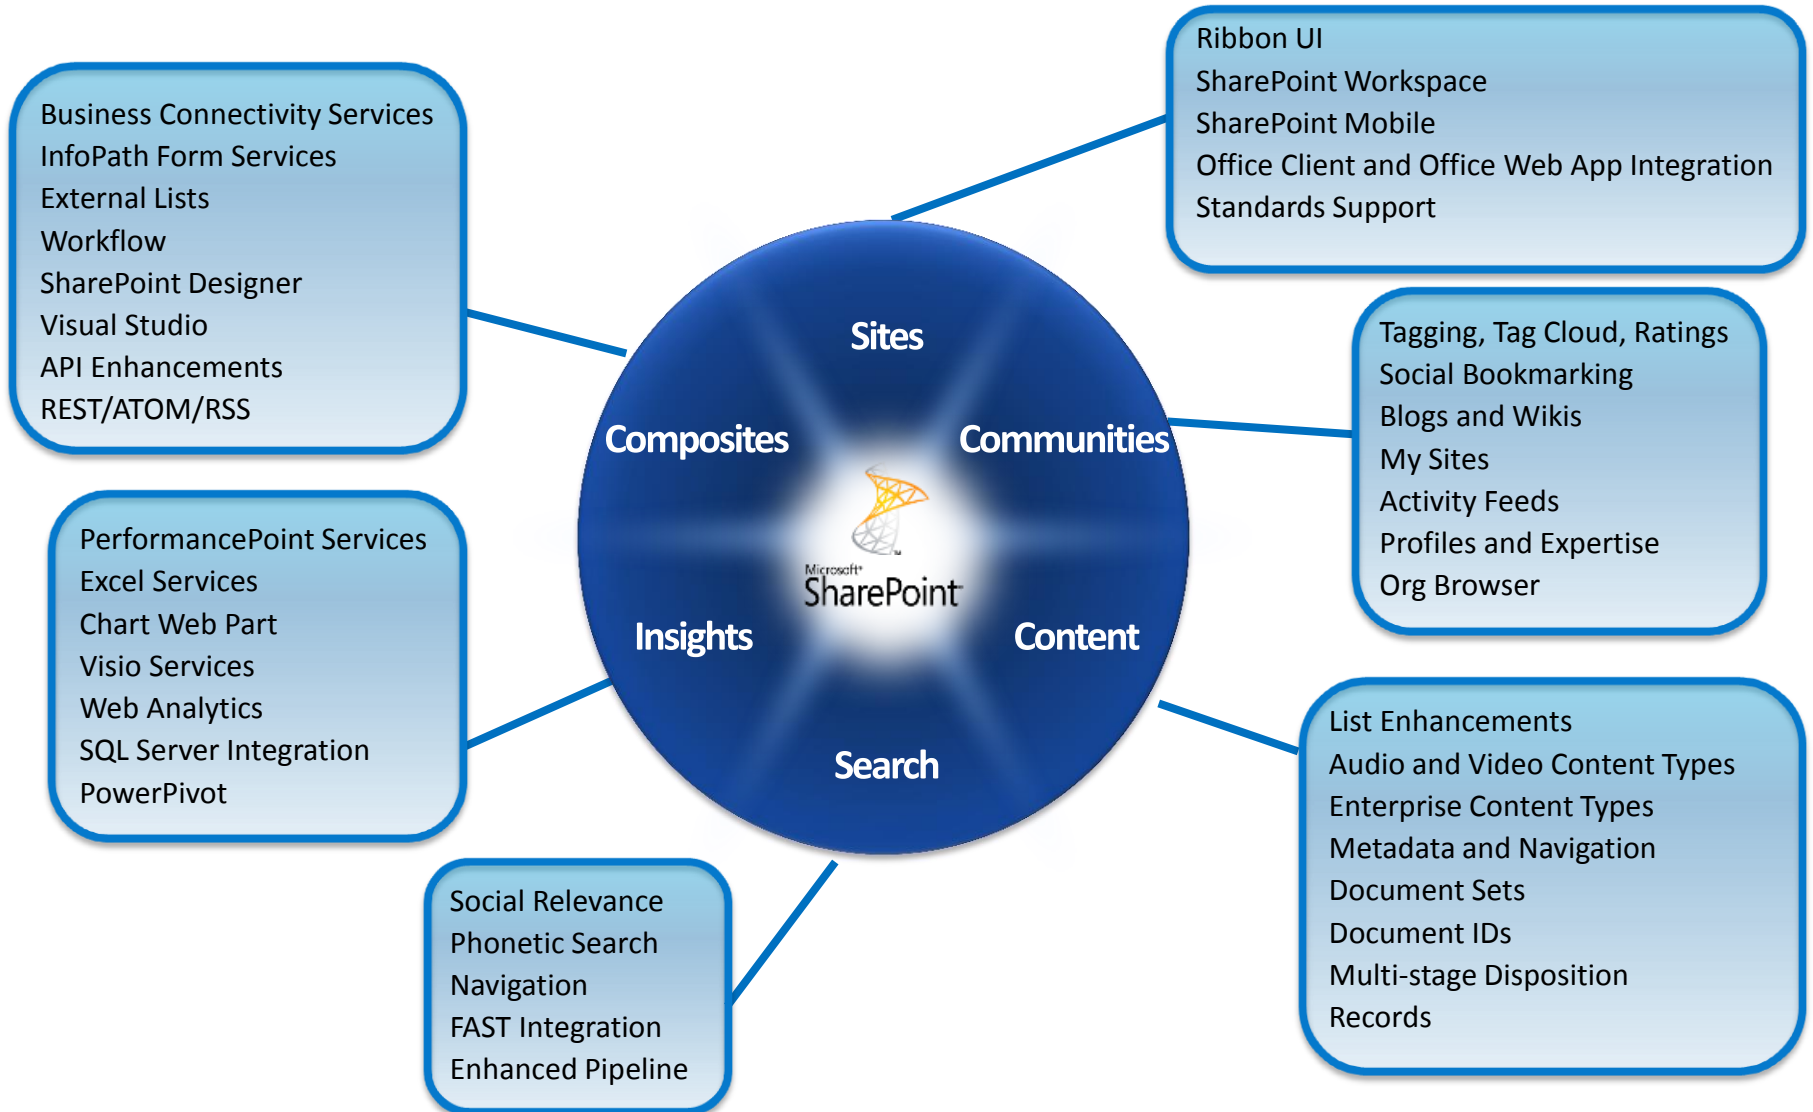 Ribbon UI
SharePoint Workspace
SharePoint Mobile
Office Client and Office Web App Integration
Standards Support
Business Connectivity Services
InfoPath Form Services
External Lists
Workflow
SharePoint Designer
Visual Studio
API Enhancements
REST/ATOM/RSS
Tagging, Tag Cloud, Ratings
Social Bookmarking
Blogs and Wikis
My Sites
Activity Feeds
Profiles and Expertise
Org Browser
Sites
Composites
Communities
Microsoft®
SharePoint™
Insights
Content
Search
PerformancePoint Services
Excel Services
Chart Web Part
Visio Services
Web Analytics
SQL Server Integration
PowerPivot
List Enhancements
Audio and Video Content Types
Enterprise Content Types
Metadata and Navigation
Document Sets
Document IDs
Multi-stage Disposition
Records
Social Relevance
Phonetic Search
Navigation
FAST Integration
Enhanced Pipeline